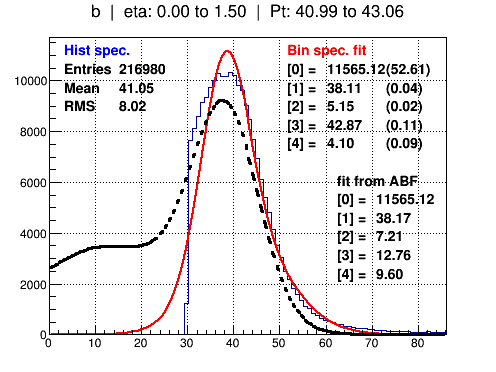 b | eta: 0.00 to 1.50 | Pt: 40.99 to 43.06
Hist spec.
Entries 216980
Mean 41.05
RMS 8.02
Bin spec. fit
[0] = 11565.12(52.61)
[1] = 38.11 (0.04)
[2] = 5.15 (0.02)
[3] = 42.87 (0.11)
[4] = 4.10 (0.09)
fit from ABF
[0] = 11565.12
[1] = 38.17
[2] = 7.21
[3] = 12.76
[4] = 9.60
10000
8000
6000
4000
2000
0
0 10 20 30 40 50 60 70 80